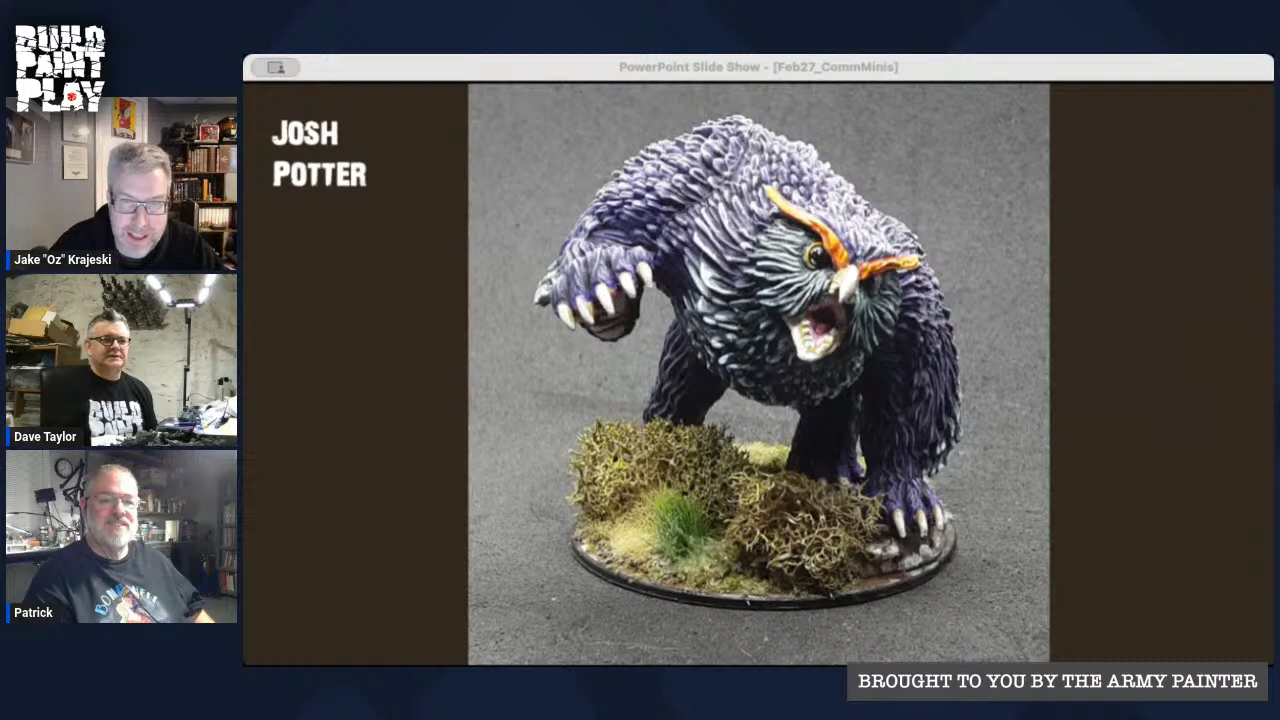 BUILD
PAINT
PLAY
PowerPoint Slide Show - [Feb27_CommMinis]
JOSH
POTTER
Jake "Oz" Krajeski
BUILD
Dave Taylor
Patrick
BROUGHT TO YOU BY THE ARMY PAINTER